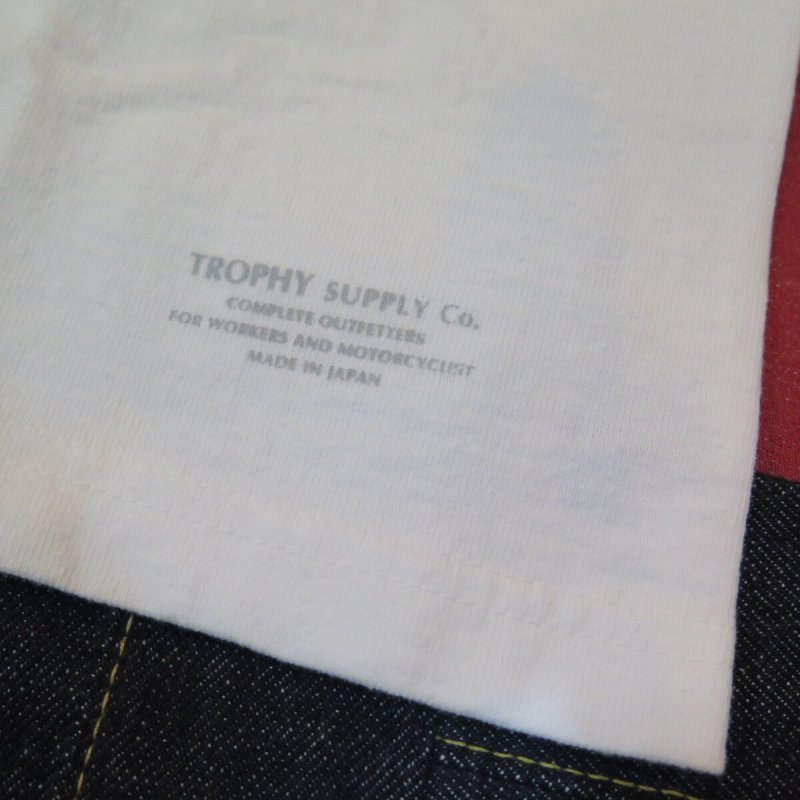 TROPHY SUPPLY Co.
COMPLETE OUTFETTERS
FOR WORKERS AND MOTORCYCLIST
MADE IN JAPAN